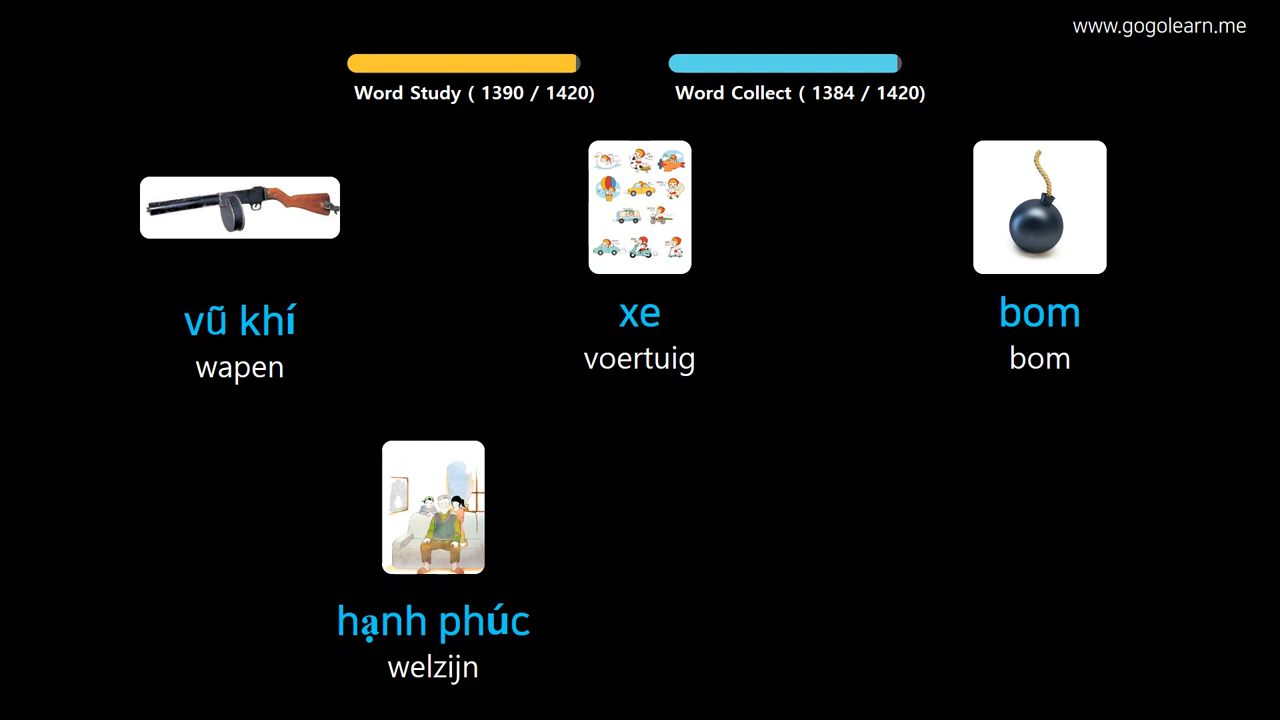 www.gogolearn.me
Word Study ( 1390 / 1420)
Word Collect ( 1384 / 1420)
vũ khí
wapen
xe
voertuig
bom
bom
hạnh phúc
welzijn